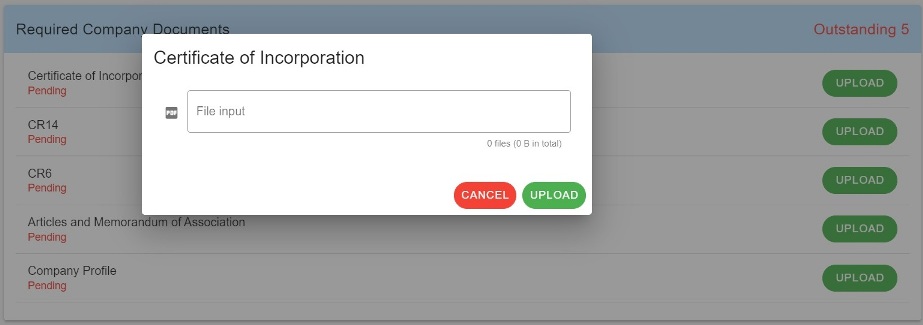 Required Company Documents
Outstanding 5
Certificate of Incorporation
File input
PDF
0 files (0 B in total)
CANCEL
UPLOAD
Certificate of Incorpor
Pending
UPLOAD
CR14
Pending
UPLOAD
CR6
Pending
UPLOAD
Articles and Memorandum of Association
Pending
UPLOAD
Company Profile
Pending
UPLOAD